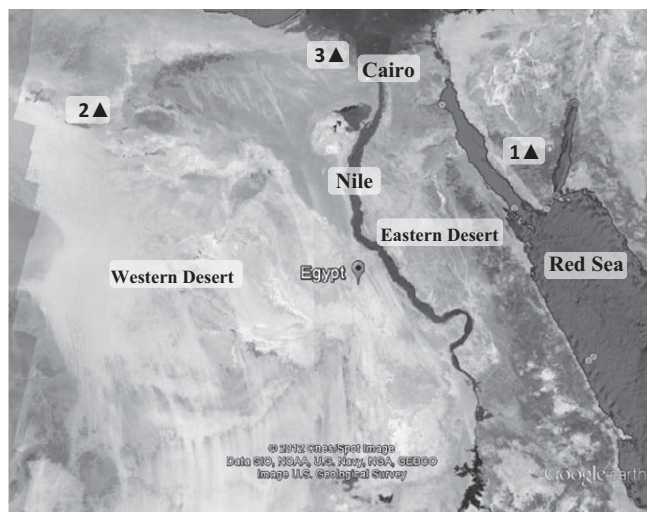 3▲
Cairo
2▲
1▲
Nile
Eastern Desert
Red Sea
Western Desert
Egypt
© 2012 Cnes/Spot Image
Data SIO, NOAA, U.S. Navy, NGA, GEBCO
Image U.S. Geological Survey
Google earth